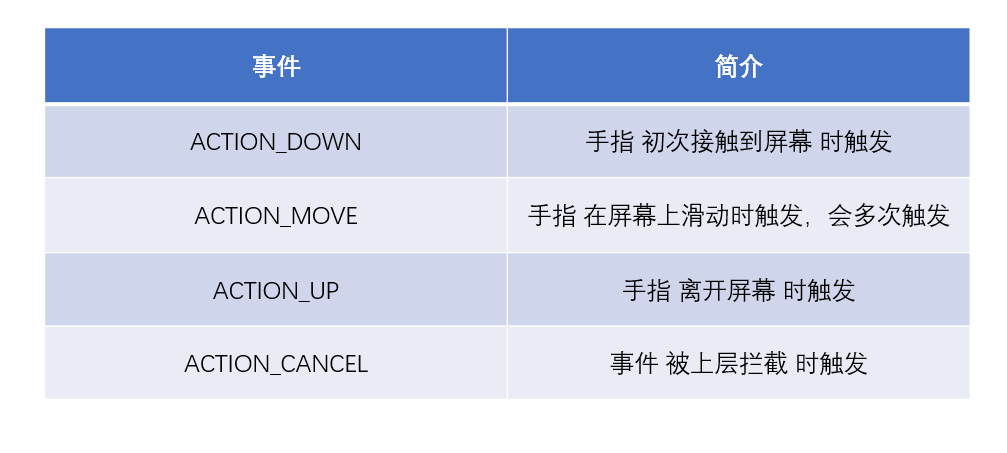 事件 简介
ACTION_DOWN 手指 初次接触到屏幕 时触发
ACTION_MOVE 手指 在屏幕上滑动时触发，会多次触发
ACTION_UP 手指 离开屏幕 时触发
ACTION_CANCEL 事件 被上层拦截 时触发